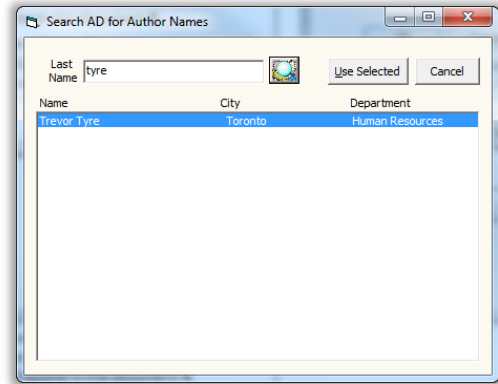 Search AD for Author Names
Last
Name
tyre
Use Selected
Cancel
Name City Department
Trevor Tyre Toronto Human Resources